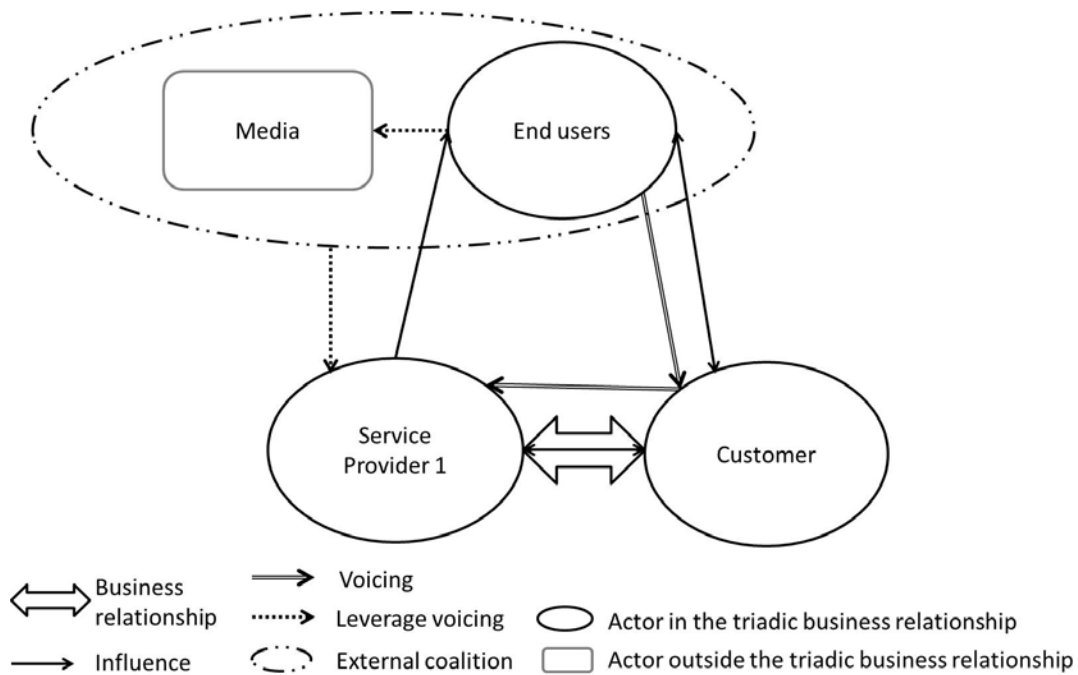 Media
End users
Service
Provider 1
Customer
Business
relationship
Influence
Voicing
Leverage voicing
External coalition
Actor in the triadic business relationship
Actor outside the triadic business relationship